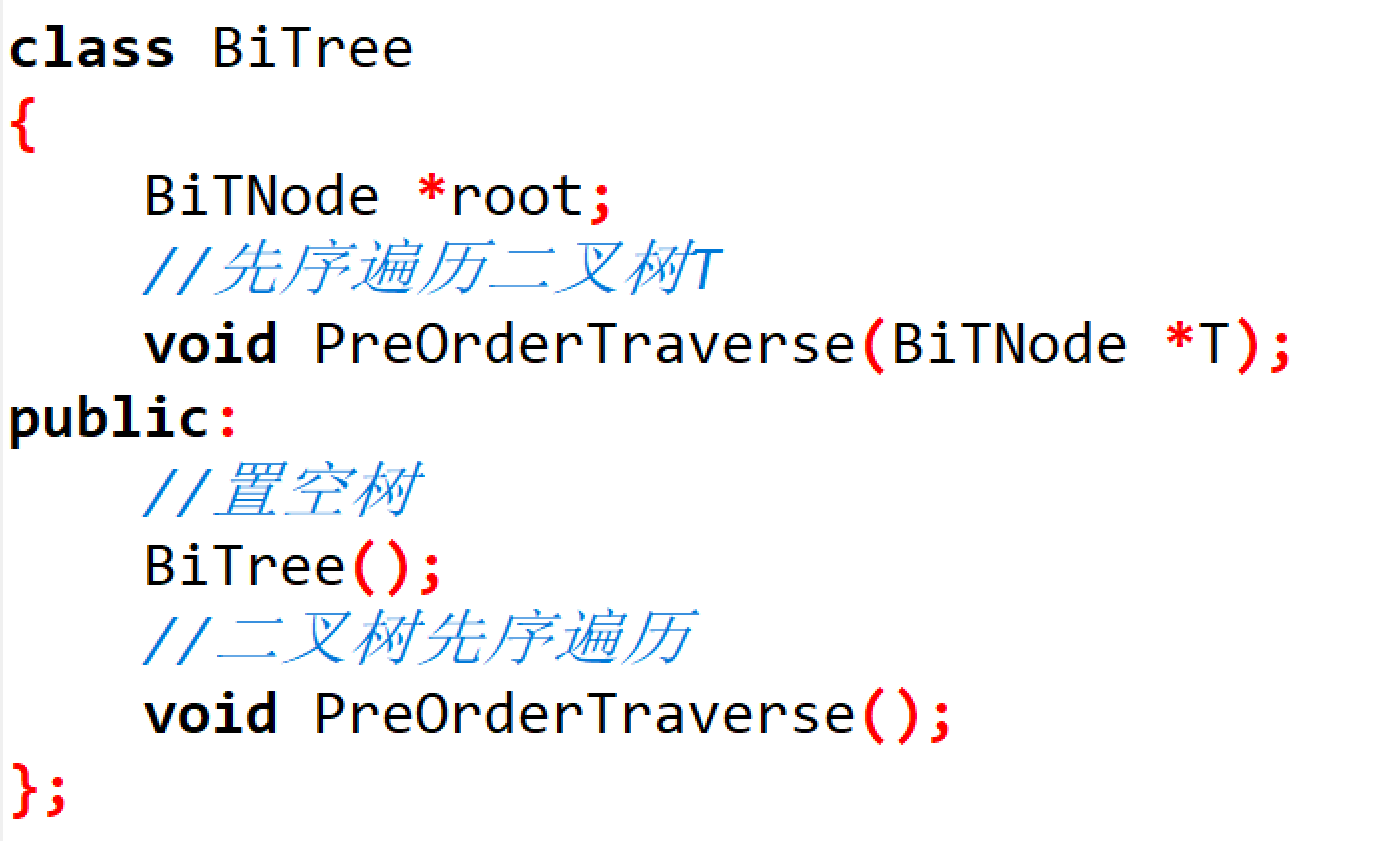 class BiTree
{
    BiTNode *root;
    //先序遍历二叉树T
    void PreOrderTraverse(BiTNode *T);
public:
    //置空树
    BiTree();
    //二叉树先序遍历
    void PreOrderTraverse();
};